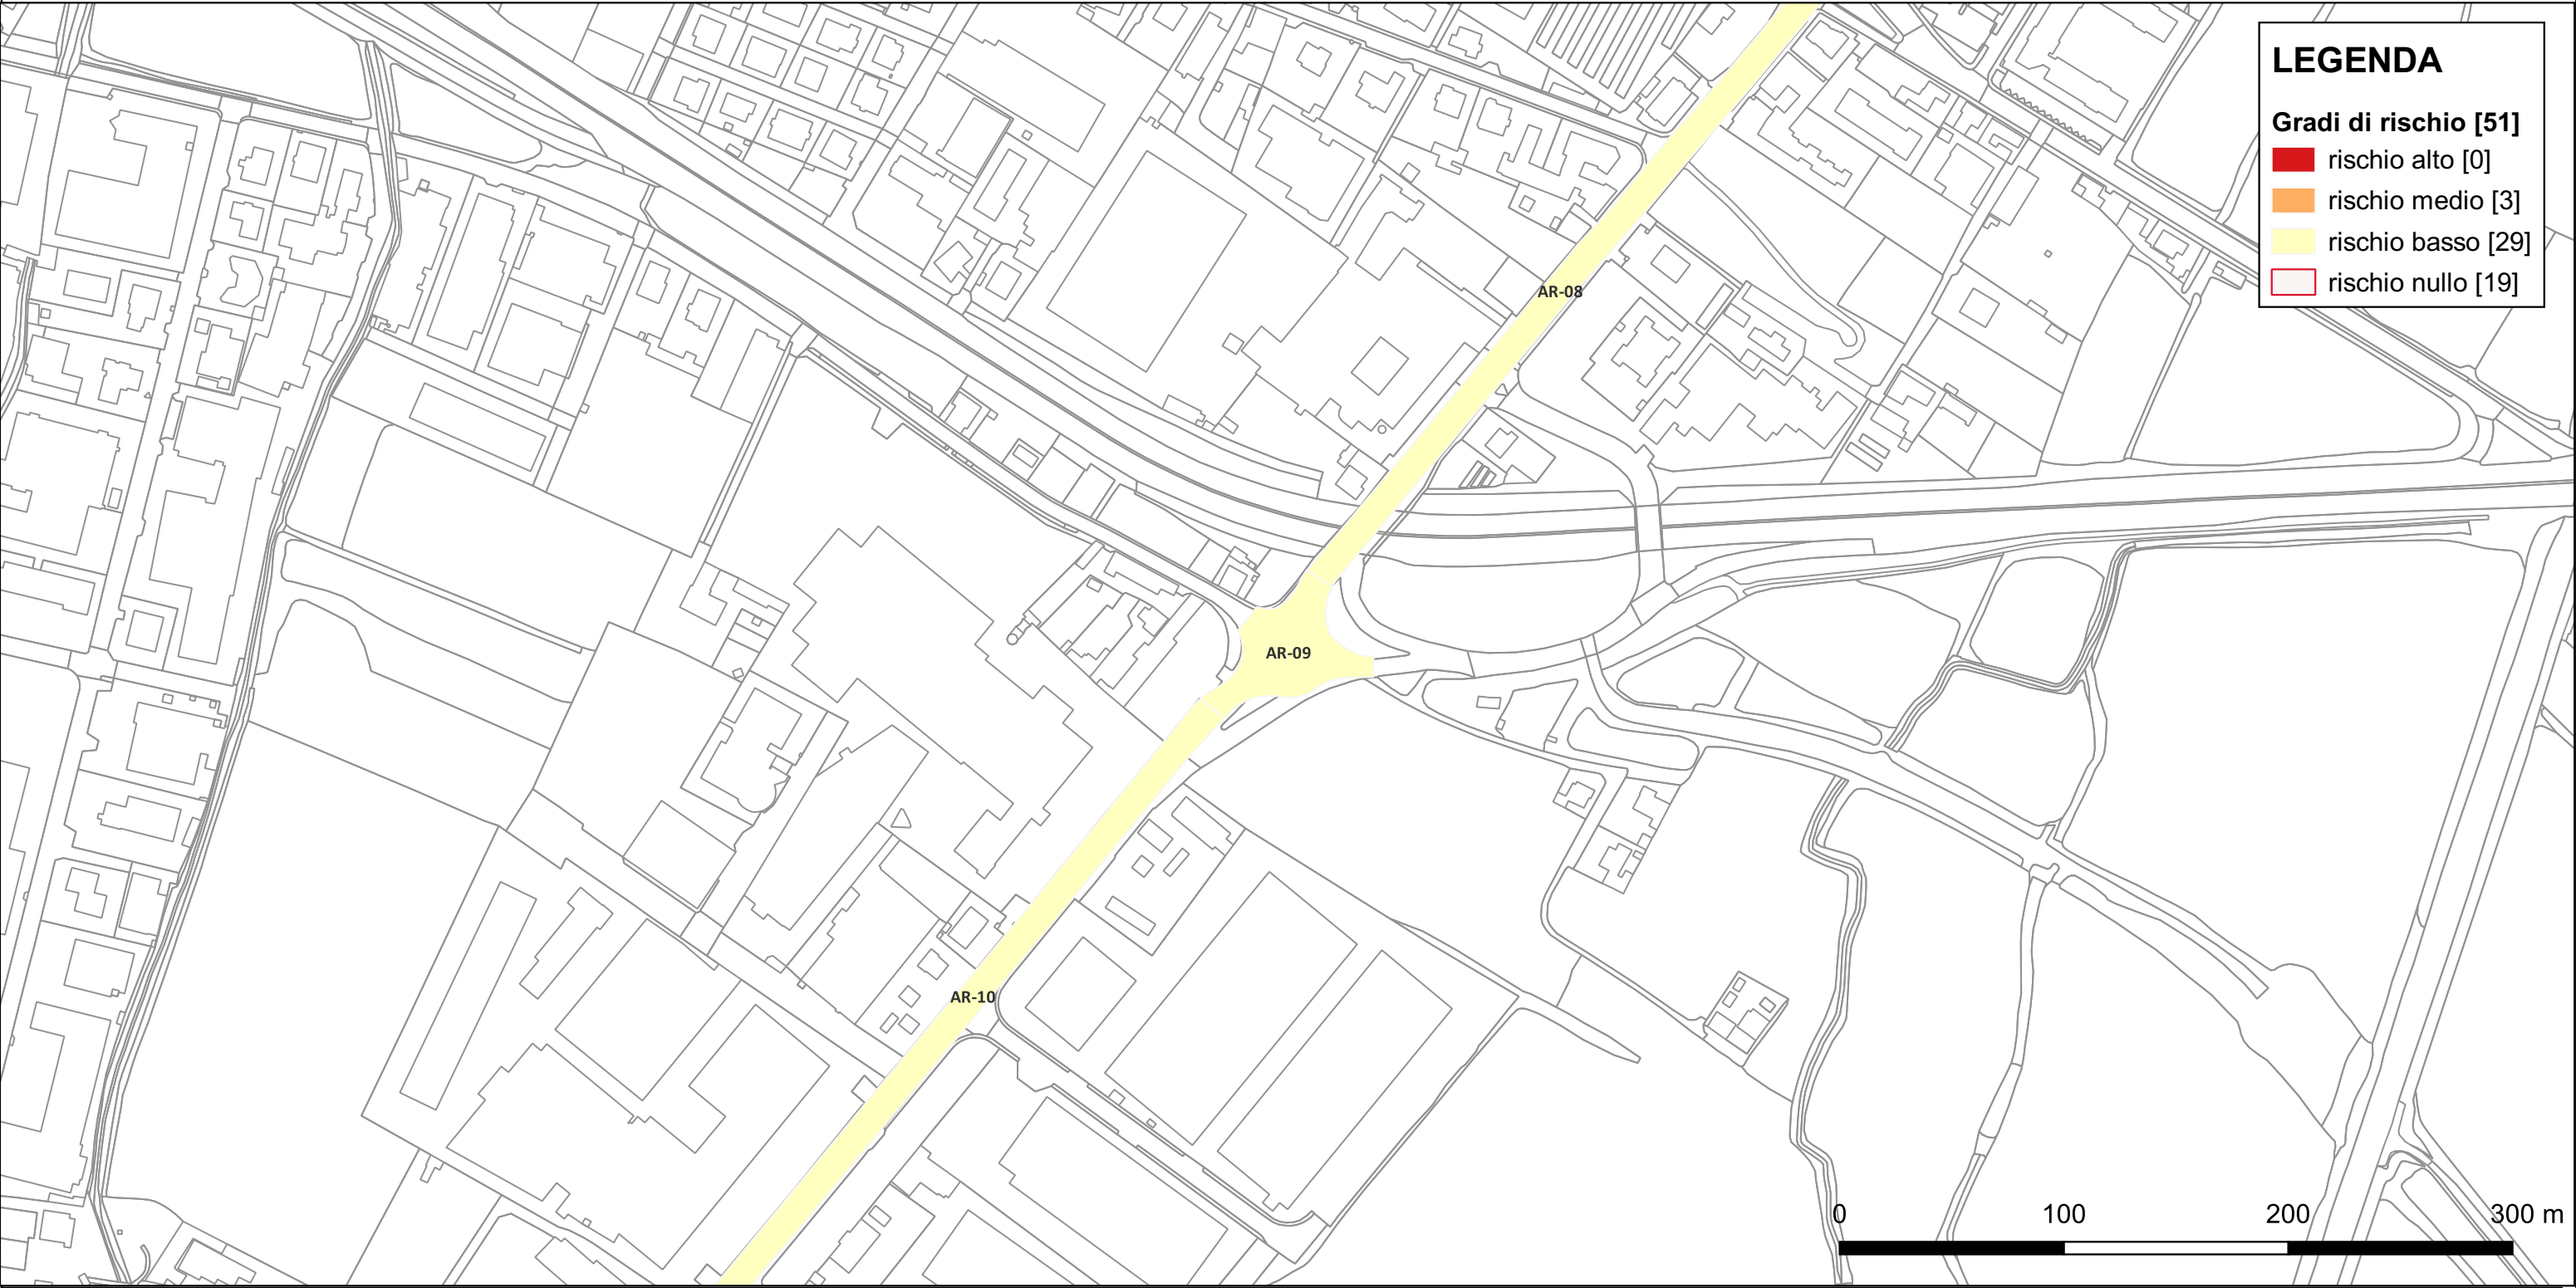 LEGENDA
Gradi di rischio [51]
rischio alto [0]
rischio medio [3]
rischio basso [29]
rischio nullo [19]
AR-08
AR-09
AR-10
0 100 200 300 m